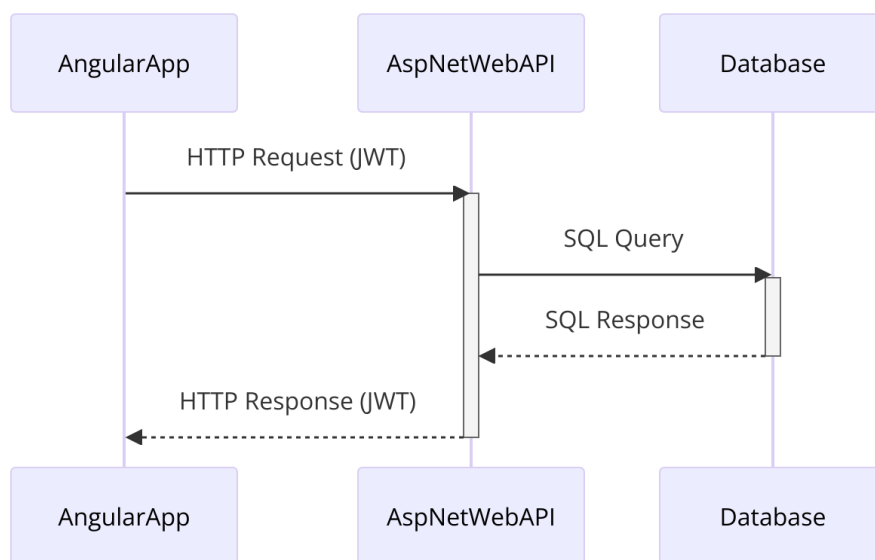 AngularApp
AspNetWebAPI
Database
HTTP Request (JWT)
SQL Query
SQL Response
HTTP Response (JWT)
AngularApp
AspNetWebAPI
Database